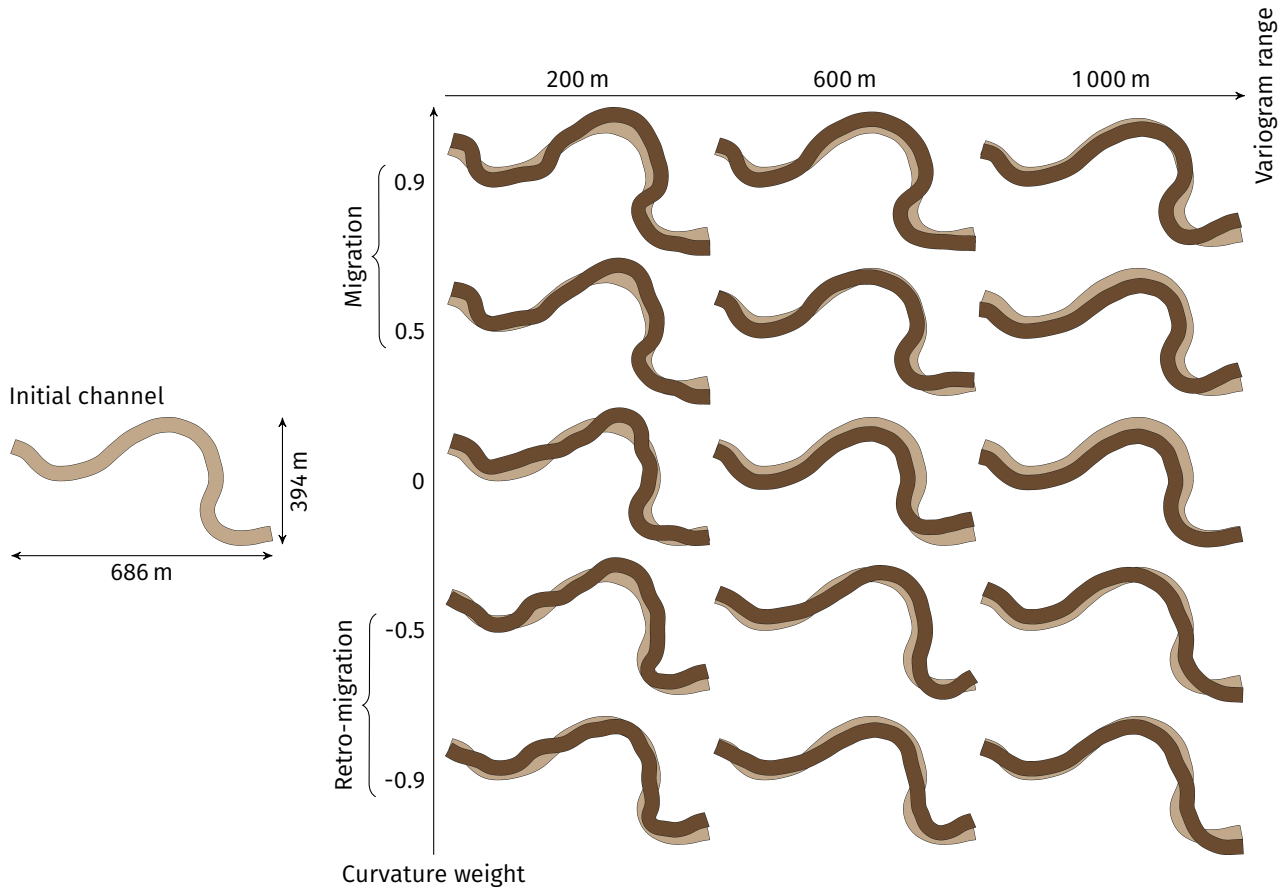 Variogram range
200 m
600 m
1 000 m
Migration
0.9
0.5
Initial channel
394 m
686 m
0
Retro-migration
-0.5
-0.9
Curvature weight